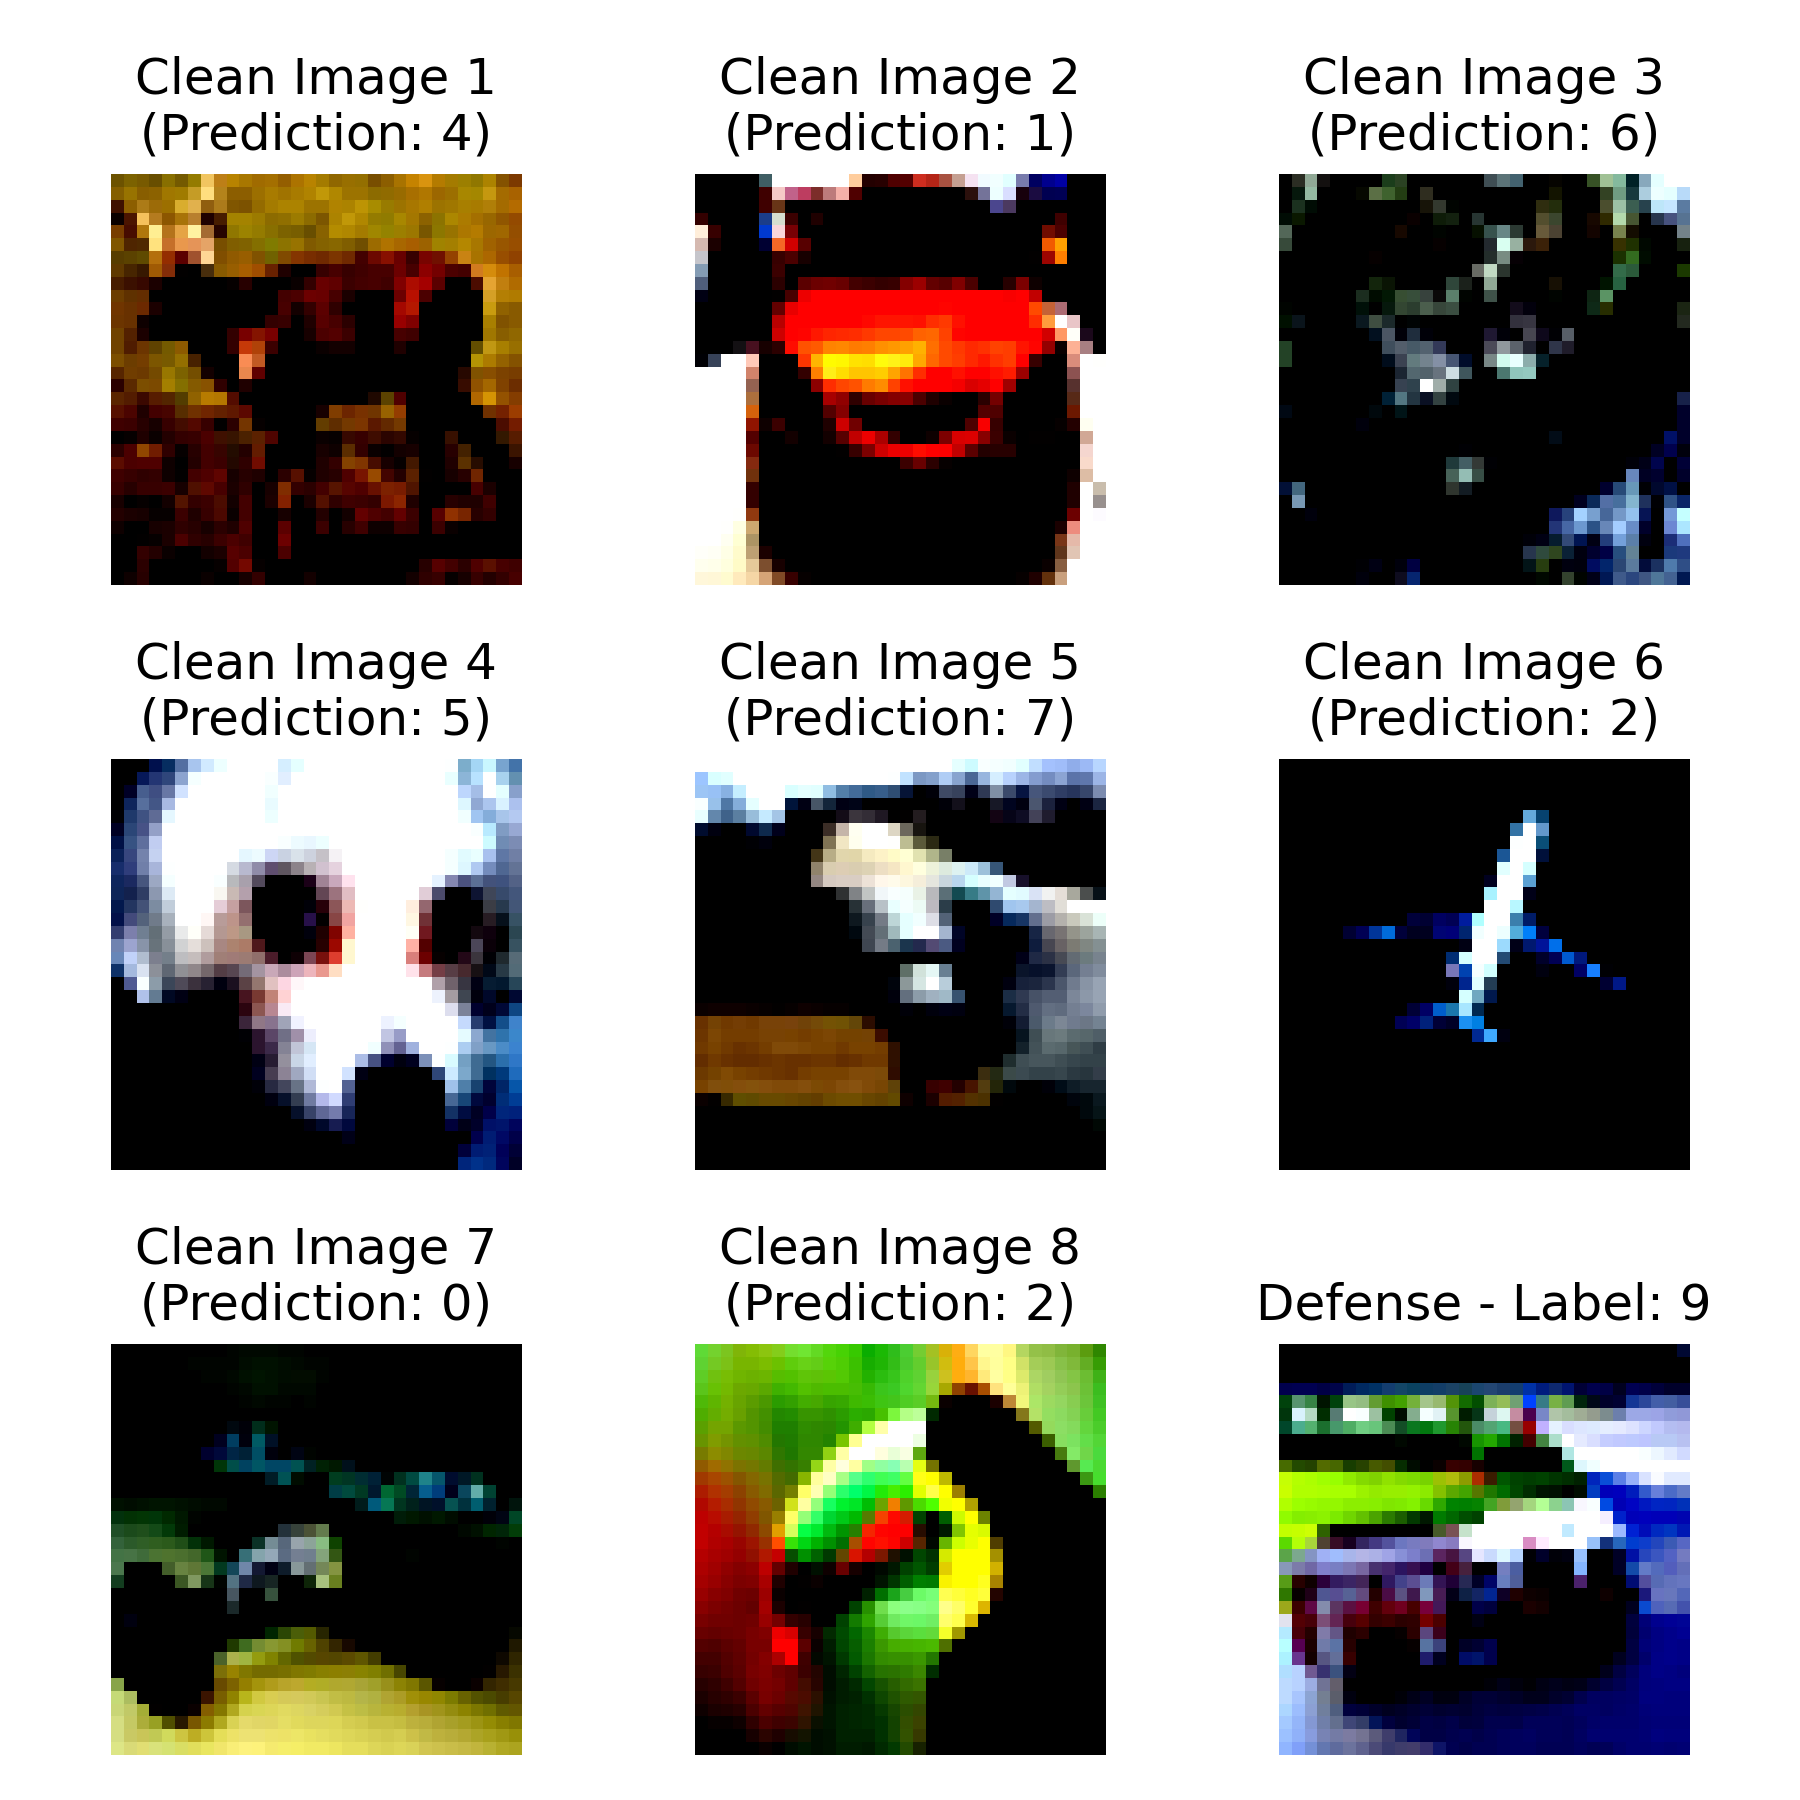 Clean Image 1
(Prediction: 4)
Clean Image 2
(Prediction: 1)
Clean Image 3
(Prediction: 6)
Clean Image 4
(Prediction: 5)
Clean Image 5
(Prediction: 7)
Clean Image 6
(Prediction: 2)
Clean Image 7
(Prediction: 0)
Clean Image 8
(Prediction: 2)
Defense - Label: 9